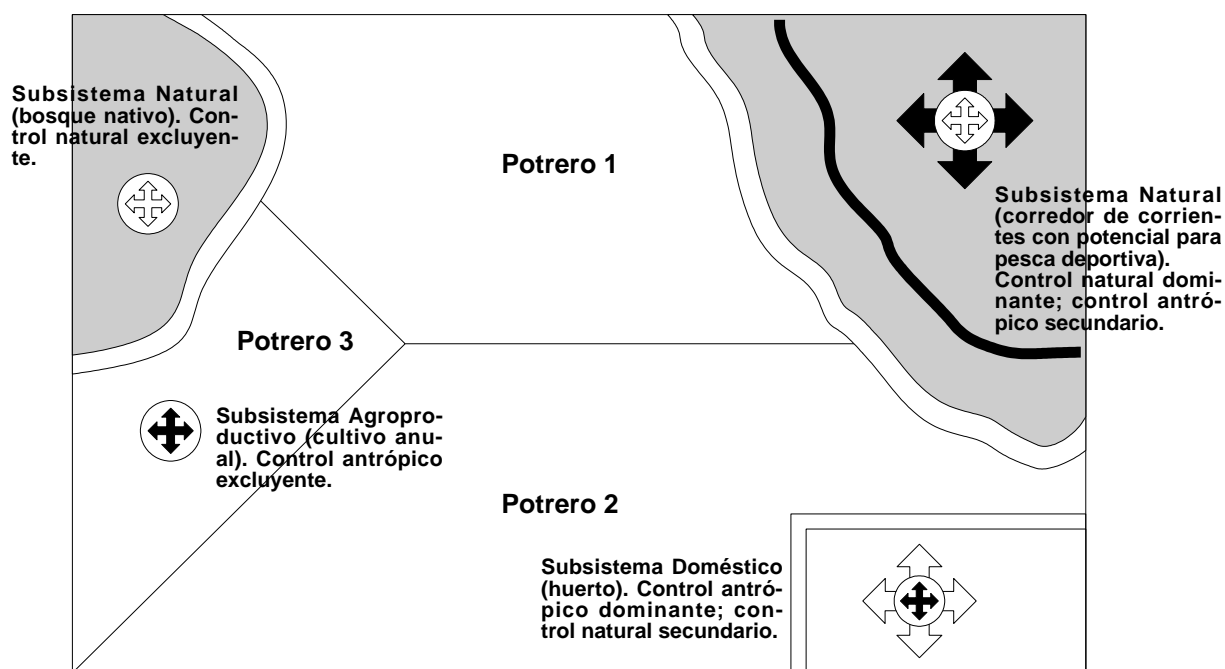 Subsistema Natural
(bosque nativo). Con-
trol natural excluyen-
te.
Potrero 1
Subsistema Natural
(corredor de corrien-
tes con potencial para
pesca deportiva).
Control natural domi-
nante; control antró-
pico secundario.
Potrero 3
Subsistema Agropro-
ductivo (cultivo anu-
al). Control antrópico
excluyente.
Potrero 2
Subsistema Doméstico
(huerto). Control antró-
pico dominante; con-
trol natural secundario.